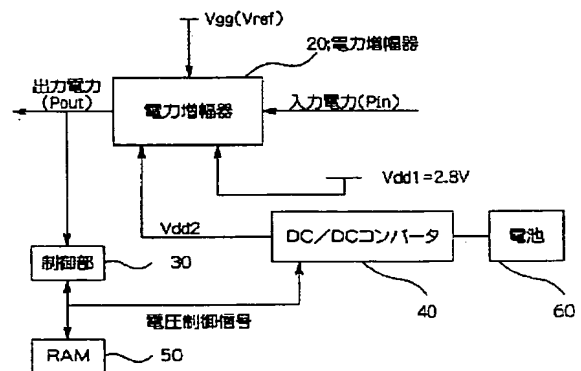 Vgg(Vref)
20;電力増幅器
出力電力
(Pout)
電力増幅器
入力電力(Pin)
Vdd1=2.8V
Vdd2
DC/DCコンバータ
電池
制御部
30
40
60
電圧制御信号
RAM
50